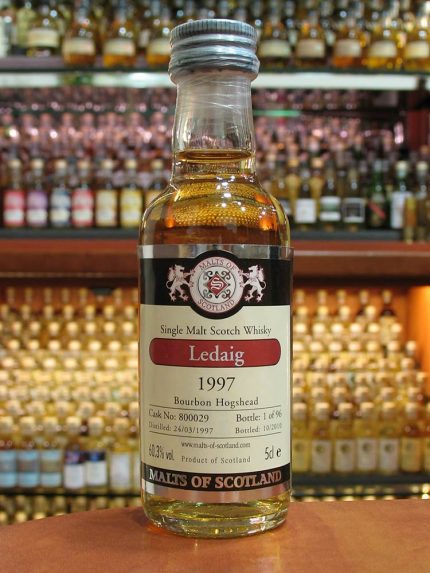 MALTS OF
S
SCOTLAND
Single Malt Scotch Whisky
Ledaig
1997
Bourbon Hogshead
Cask No: 800029 Bottle: 1 of 96
Distilled: 24/03/1997 Bottled: 10/2010
www.malts-of-scotland.com
60.3% vol. Product of Scotland 5cl e
MALTS OF SCOTLAND